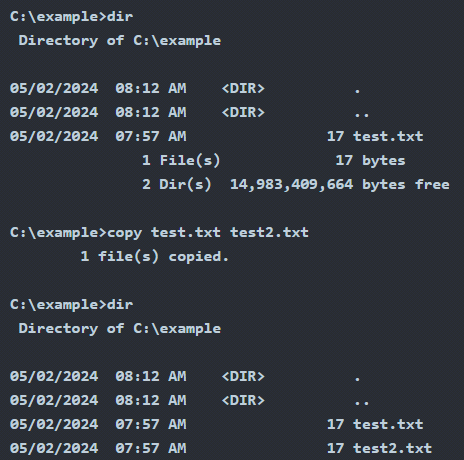 C:\example>dir
 Directory of C:\example

05/02/2024  08:12 AM    <DIR>          .
05/02/2024  08:12 AM    <DIR>          ..
05/02/2024  07:57 AM                17 test.txt
               1 File(s)             17 bytes
               2 Dir(s)  14,983,409,664 bytes free

C:\example>copy test.txt test2.txt
        1 file(s) copied.

C:\example>dir
 Directory of C:\example

05/02/2024  08:12 AM    <DIR>          .
05/02/2024  08:12 AM    <DIR>          ..
05/02/2024  07:57 AM                17 test.txt
05/02/2024  07:57 AM                17 test2.txt